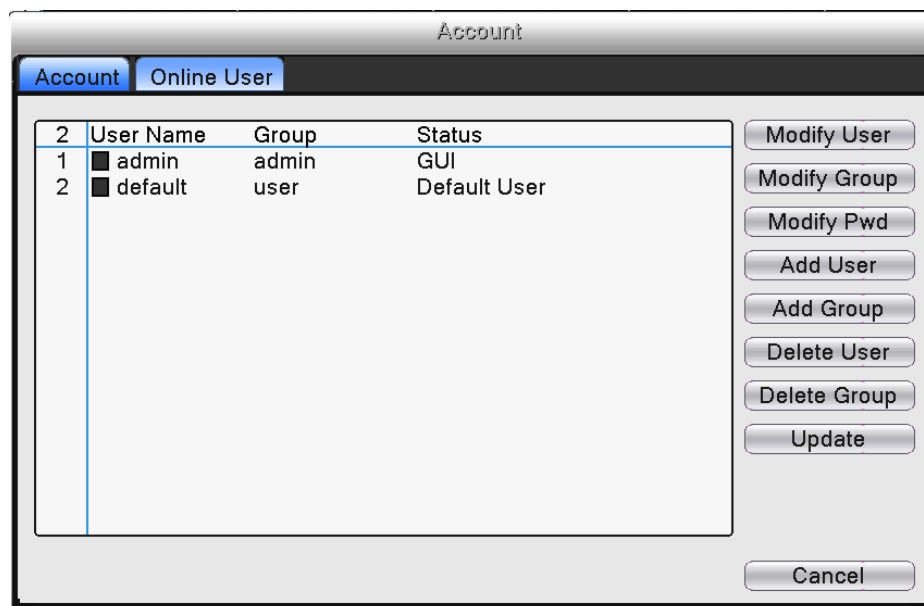 Account
Account Online User
2 User Name Group Status
1 admin admin GUI
2 default user Default User
Modify User
Modify Group
Modify Pwd
Add User
Add Group
Delete User
Delete Group
Update
Cancel